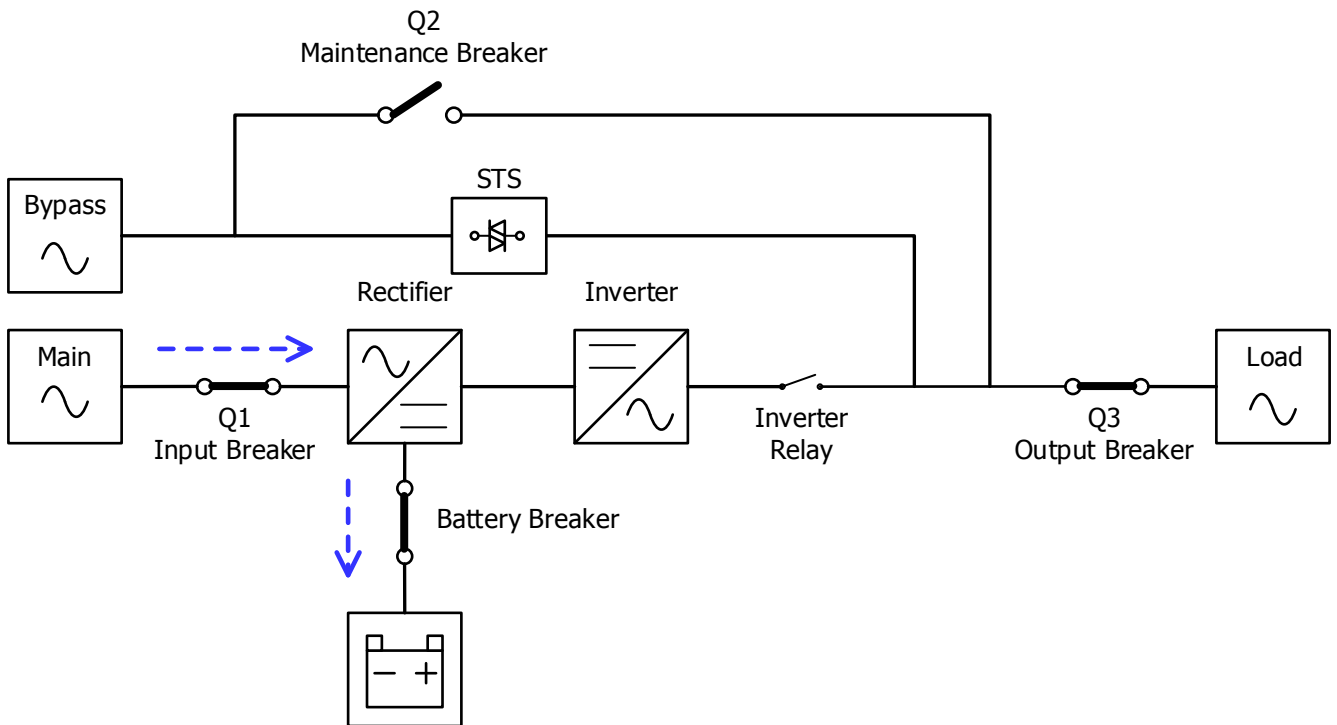 Q2
Maintenance Breaker
Bypass
STS
Rectifier
Inverter
Main
Load
Q1
Input Breaker
Inverter
Relay
Q3
Output Breaker
Battery Breaker
− +